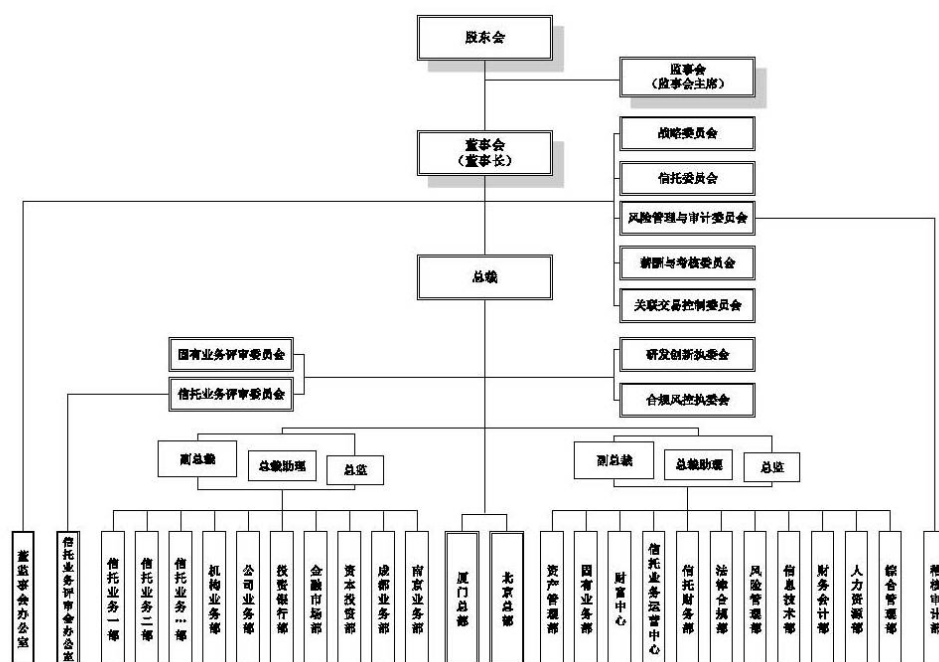 股东会
监事会
（监事会主席）
董事会
（董事长）
战略委员会
信托委员会
风险管理与审计委员会
薪酬与考核委员会
关联交易控制委员会
总裁
固有业务评审委员会
信托业务评审委员会
研发创新执委会
合规风控执委会
副总裁
总裁助理
总监
副总裁
总裁助理
总监
董监事会办公室
信托业务评审会办公室
信托业务一部
信托业务二部
信托业务…部
机构业务部
公司业务部
投资银行部
金融市场部
资本投资部
成都业务部
南京业务部
厦门总部
北京总部
资产管理部
固有业务部
财富中心
信托业务运营中心
信托财务部
法律合规部
风险管理部
信息技术部
财务会计部
人力资源部
综合管理部
稽核审计部